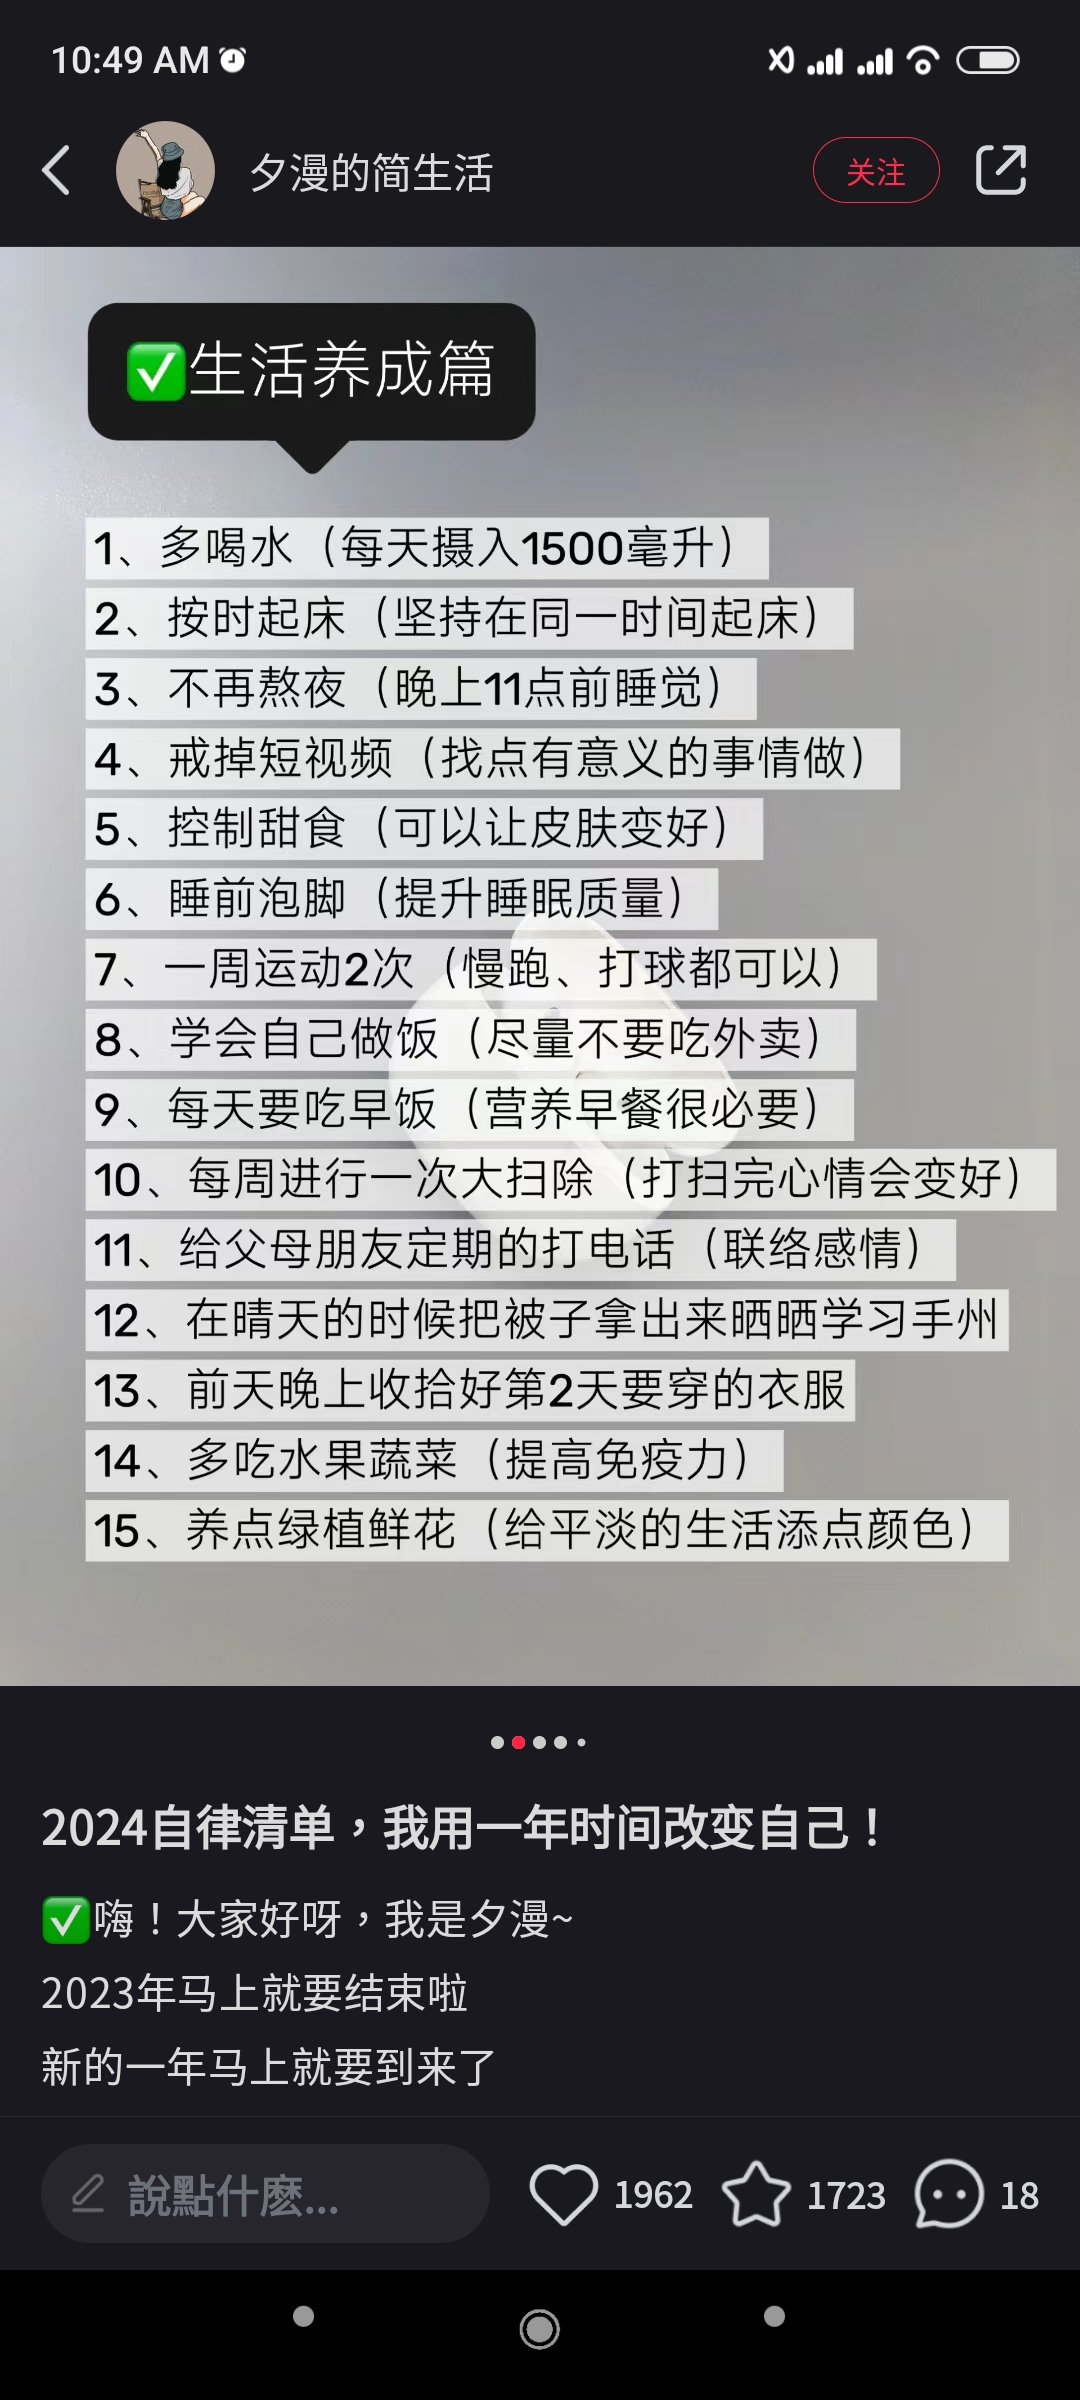 10:49 AM
夕漫的简生活
关注
✅生活养成篇
1、多喝水（每天摄入1500毫升）
2、按时起床（坚持在同一时间起床）
3、不再熬夜（晚上11点前睡觉）
4、戒掉短视频（找点有意义的事情做）
5、控制甜食（可以让皮肤变好）
6、睡前泡脚（提升睡眠质量）
7、一周运动2次（慢跑、打球都可以）
8、学会自己做饭（尽量不要吃外卖）
9、每天要吃早饭（营养早餐很必要）
10、每周进行一次大扫除（打扫完心情会变好）
11、给父母朋友定期的打电话（联络感情）
12、在晴天的时候把被子拿出来晒晒学习手州
13、前天晚上收拾好第2天要穿的衣服
14、多吃水果蔬菜（提高免疫力）
15、养点绿植鲜花（给平淡的生活添点颜色）
2024自律清单，我用一年时间改变自己！
✅嗨！大家好呀，我是夕漫~
2023年马上就要结束啦
新的一年马上就要到来了
說點什麼...
1962
1723
18